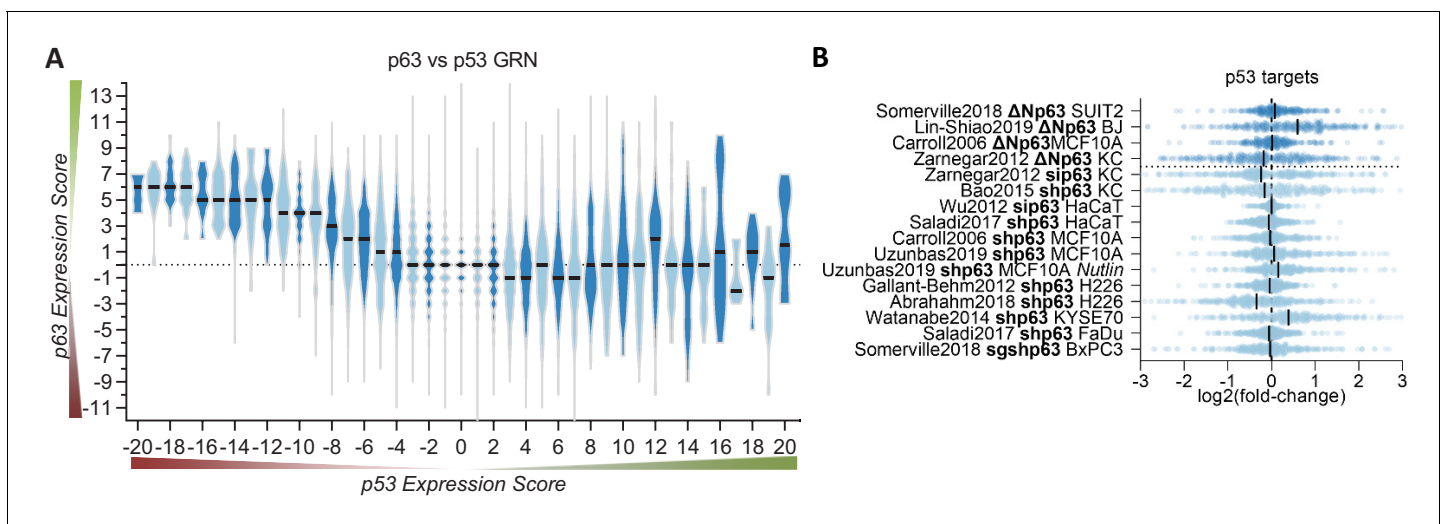 A
p63 vs p53 GRN
p63 Expression Score
13
11
9
7
5
3
1
-1
-3
-5
-7
-9
-11
-20 -18 -16 -14 -12 -10 -8 -6 -4 -2 0 2 4 6 8 10 12 14 16 18 20
p53 Expression Score
B
p53 targets
Somerville2018 ΔNp63 SUIT2
Lin-Shiao2019 ΔNp63 BJ
Carroll2006 ΔNp63MCF10A
Zarnegar2012 ΔNp63 KC
Zarnegar2012 sip63 KC
Bao2015 shp63 KC
Wu2012 sip63 HaCaT
Saladi2017 shp63 HaCaT
Carroll2006 shp63 MCF10A
Uzunbas2019 shp63 MCF10A
Uzunbas2019 shp63 MCF10A Nutlin
Gallant-Behm2012 shp63 H226
Abrahahm2018 shp63 H226
Watanabe2014 shp63 KYSE70
Saladi2017 shp63 FaDu
Somerville2018 sgshp63 BxPC3
-3 -2 -1 0 1 2 3
log2(fold-change)